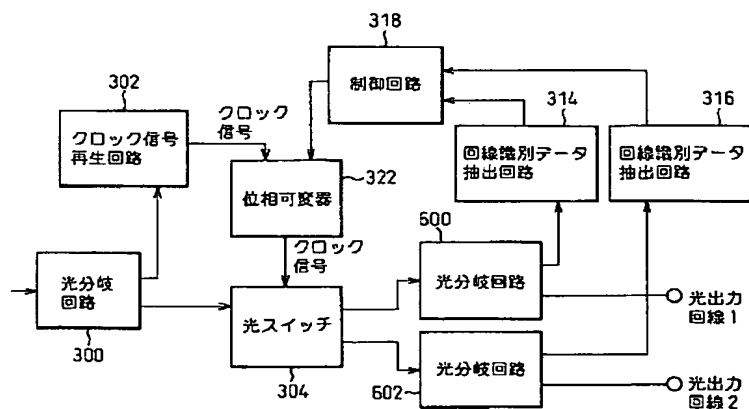 318
制御回路
302
クロック信号
再生回路
クロック
信号
314
回線識別データ
抽出回路
316
回線識別データ
抽出回路
位相可変器
322
クロック
信号
光分岐
回路
300
光スイッチ
304
600
光分岐回路
光出力
回線1
光分岐回路
602
光出力
回線2